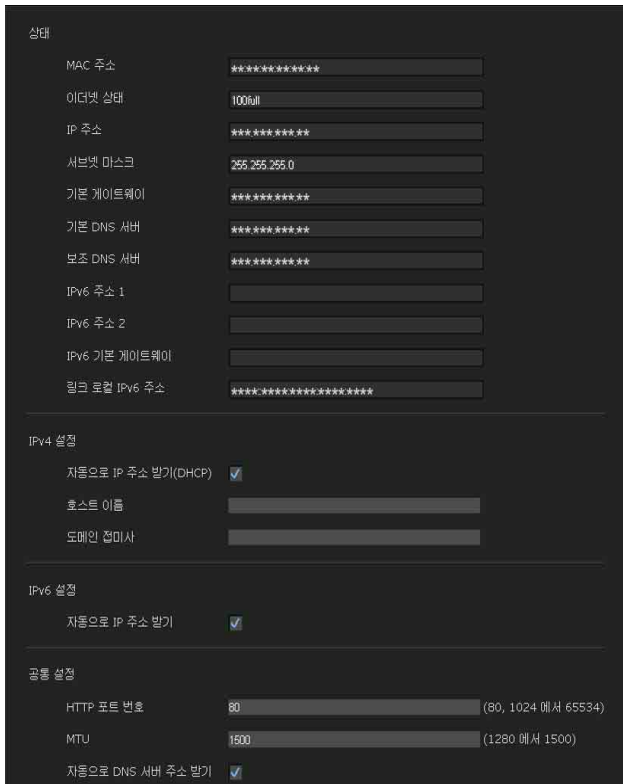 상태
MAC 주소 **:**:**:**:**:**
이더넷 상태 100full
IP 주소 ***.***.***.**
서브넷 마스크 255.255.255.0
기본 게이트웨이 ***.***.***.**
기본 DNS 서버 ***.***.***.**
보조 DNS 서버 ***.***.***.**
IPv6 주소 1
IPv6 주소 2
IPv6 기본 게이트웨이
링크 로컬 IPv6 주소 ****:****:****:****:****
IPv4 설정
자동으로 IP 주소 받기(DHCP)
호스트 이름
도메인 접미사
IPv6 설정
자동으로 IP 주소 받기
공통 설정
HTTP 포트 번호 80 (80, 1024 에서 65534)
MTU 1500 (1280 에서 1500)
자동으로 DNS 서버 주소 받기